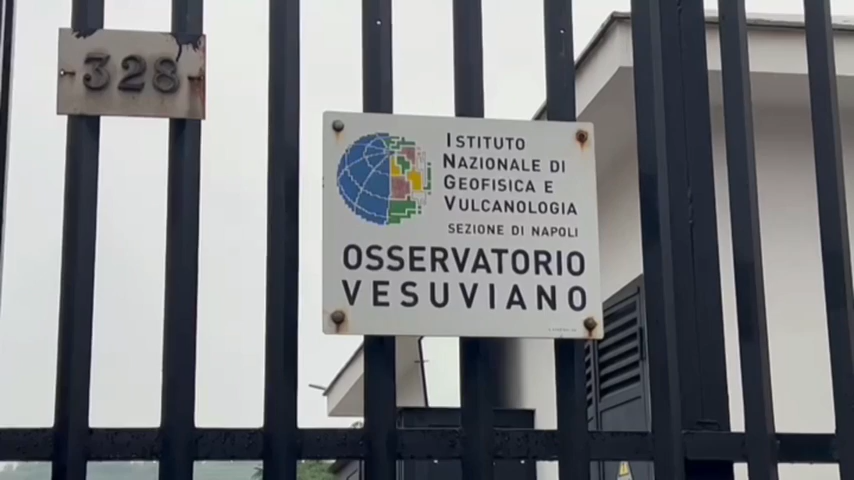 328
ISTITUTO
NAZIONALE DI
GEOFISICA E
VULCANOLOGIA
SEZIONE DI NAPOLI
OSSERVATORIO
VESUVIANO